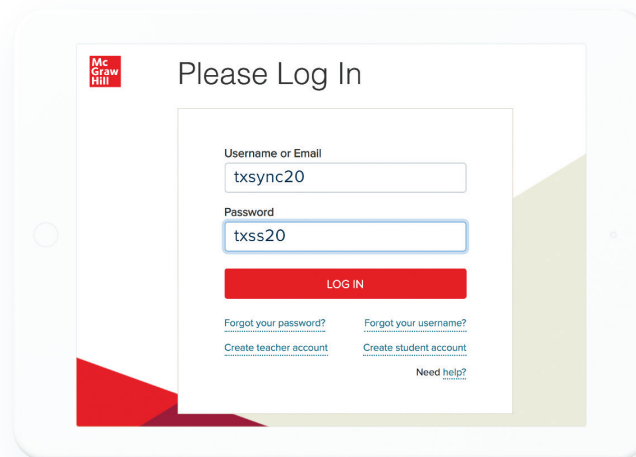 Mc
Graw
Hill
Please Log In
Username or Email
txsync20
Password
txss20
LOG IN
Forgot your password? Forgot your username?
Create teacher account Create student account
Need help?